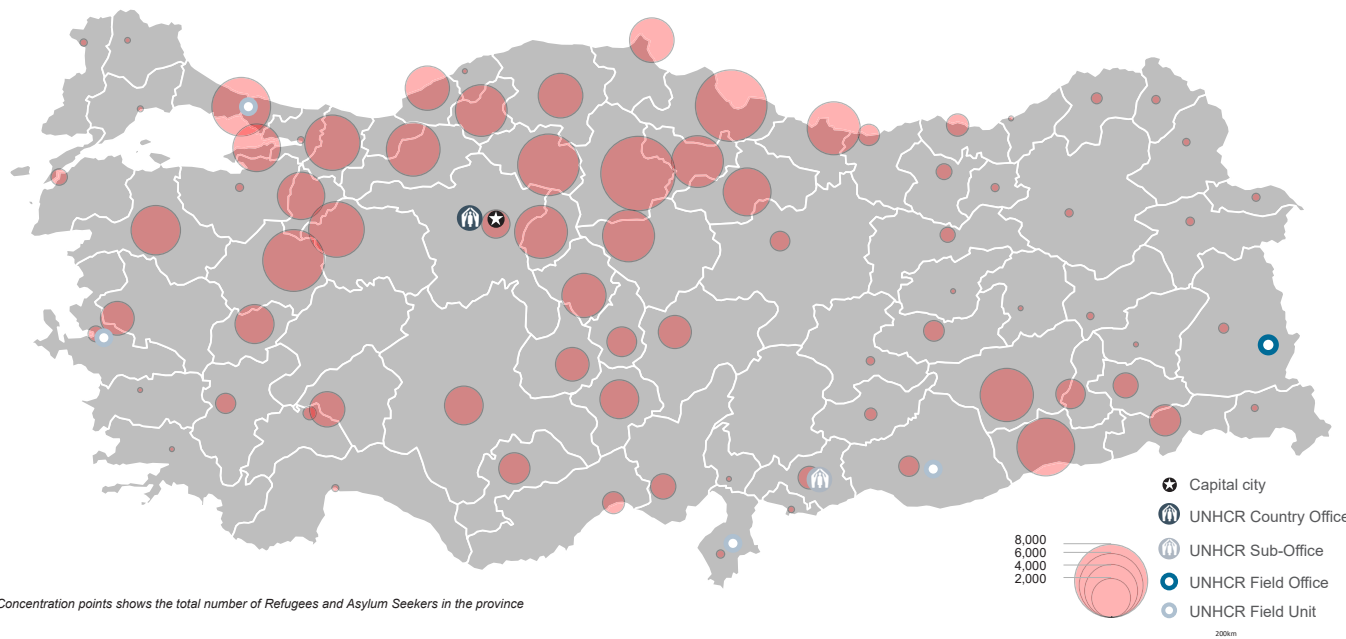 Capital city
UNHCR Country Office
UNHCR Sub-Office
UNHCR Field Office
UNHCR Field Unit
8,000
6,000
4,000
2,000
Concentration points shows the total number of Refugees and Asylum Seekers in the province
200km